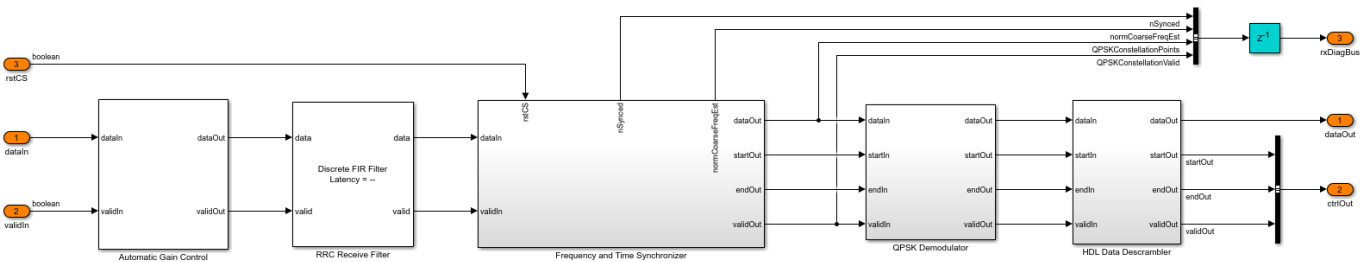 nSynced
normCoarseFreqEst
QPSKConstellationPoints
QPSKConstellationValid
z-1
3
rxDiagBus
boolean
3
rstCS
rstCS
nSynced
normCoarseFreqEst
1
dataIn
dataIn
dataOut
data
data
dataIn
dataOut
dataIn
dataOut
dataIn
dataOut
1
dataOut
Discrete FIR Filter
Latency = --
startOut
startIn
startOut
startIn
startOut
startOut
endOut
endIn
endOut
endIn
endOut
endOut
2
ctrlOut
boolean
2
validIn
validIn
validOut
valid
valid
validIn
validOut
validIn
validOut
validIn
validOut
validOut
Automatic Gain Control
RRC Receive Filter
Frequency and Time Synchronizer
QPSK Demodulator
HDL Data Descrambler